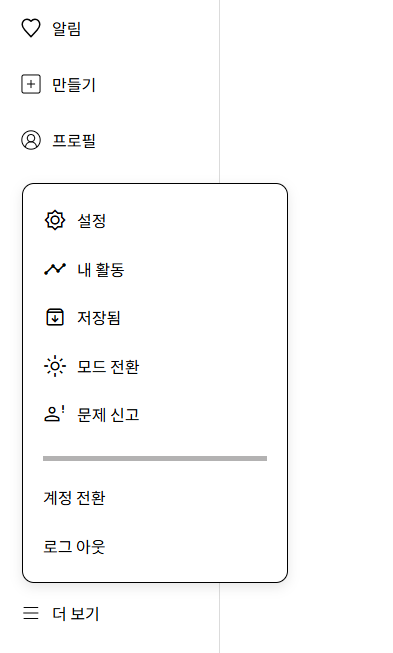 알림
만들기
프로필
설정
내 활동
저장됨
모드 전환
문제 신고
계정 전환
로그 아웃
더 보기